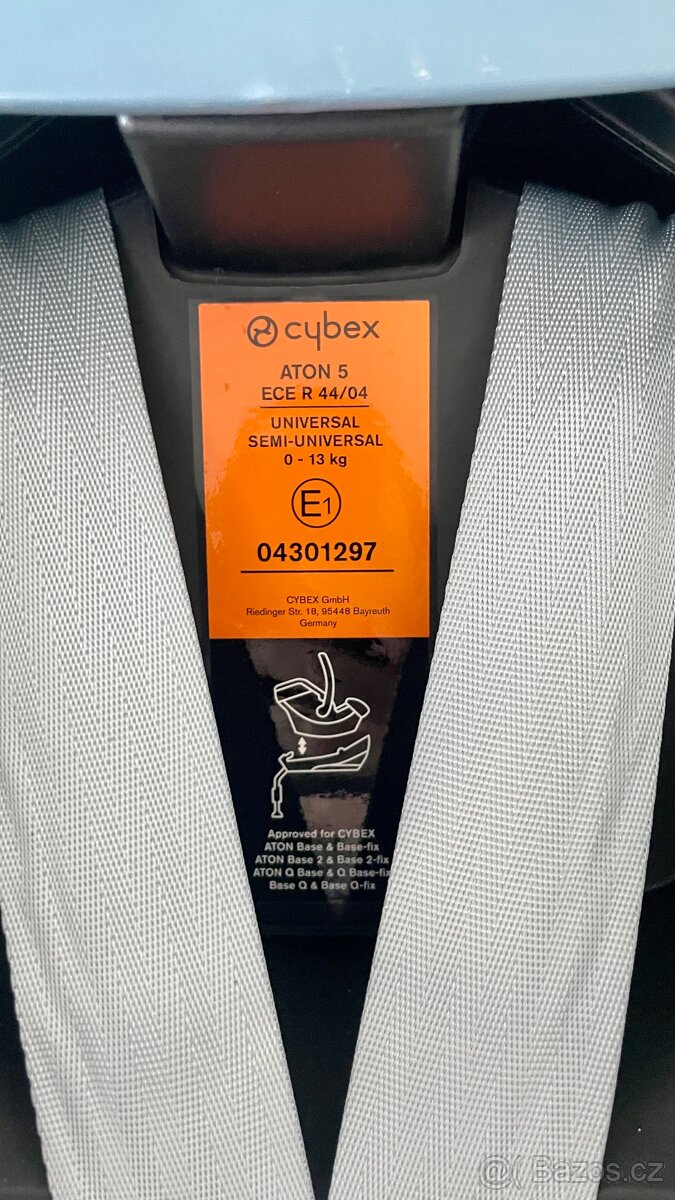 cybex
ATON 5
ECE R 44/04
UNIVERSAL
SEMI-UNIVERSAL
0 - 13 kg
E1
04301297
CYBEX GmbH
Riedinger Str. 18, 95448 Bayreuth
Germany
Approved for CYBEX
ATON Base & Base-fix
ATON Base 2 & Base 2-fix
ATON Q Base & Q Base-fix
Base Q & Base Q-fix
@( Bazos.cz